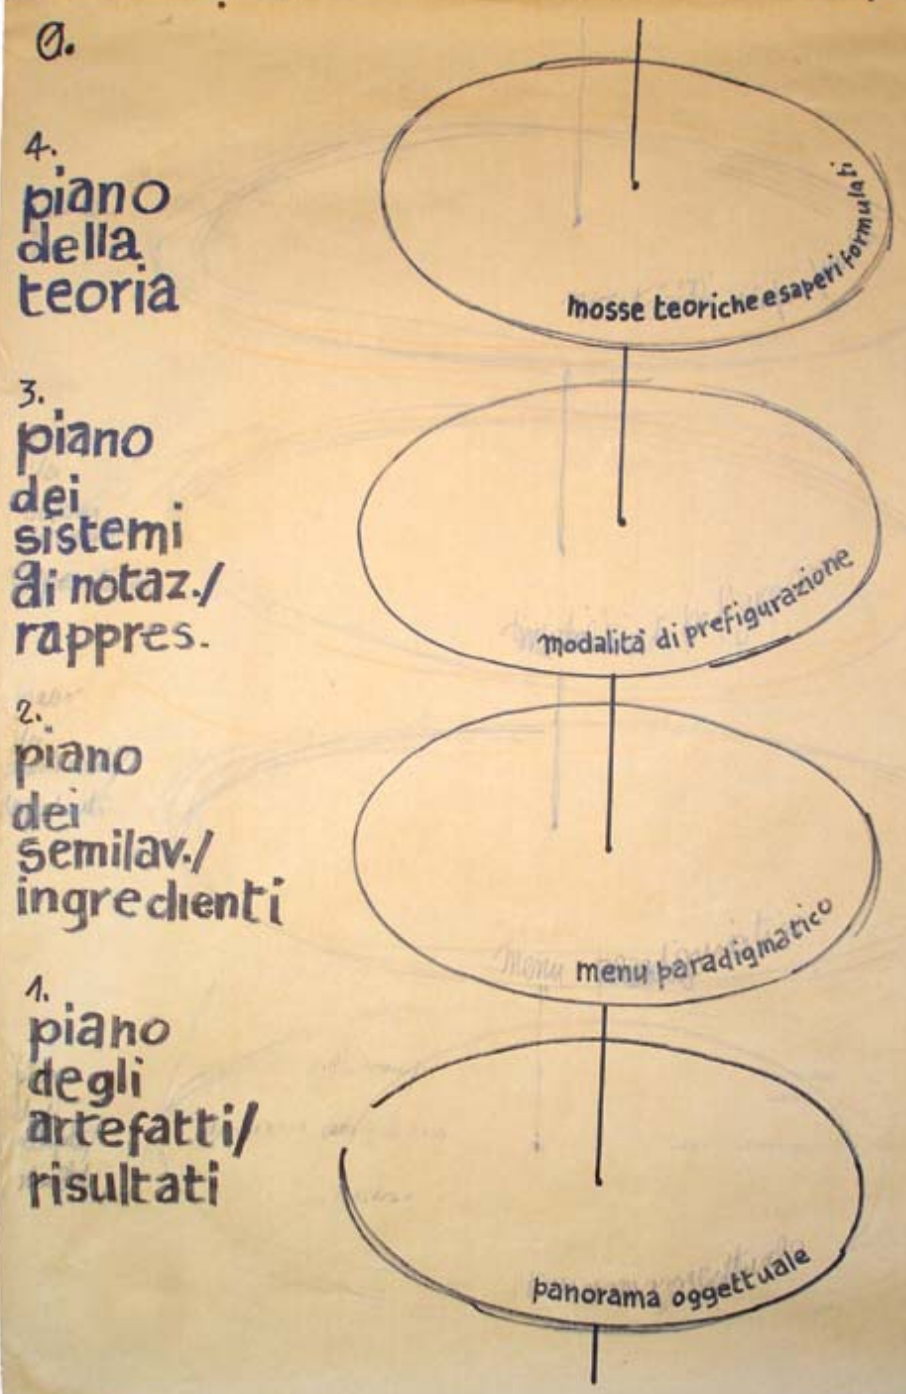 0.
4.
piano
della
teoria
mosse teoriche e saperi formulati
3.
piano
dei
sistemi
di notaz./
rappres.
modalità di prefigurazione
2.
piano
dei
semilav./
ingredienti
menu paradigmatico
1.
piano
degli
artefatti/
risultati
panorama oggettuale